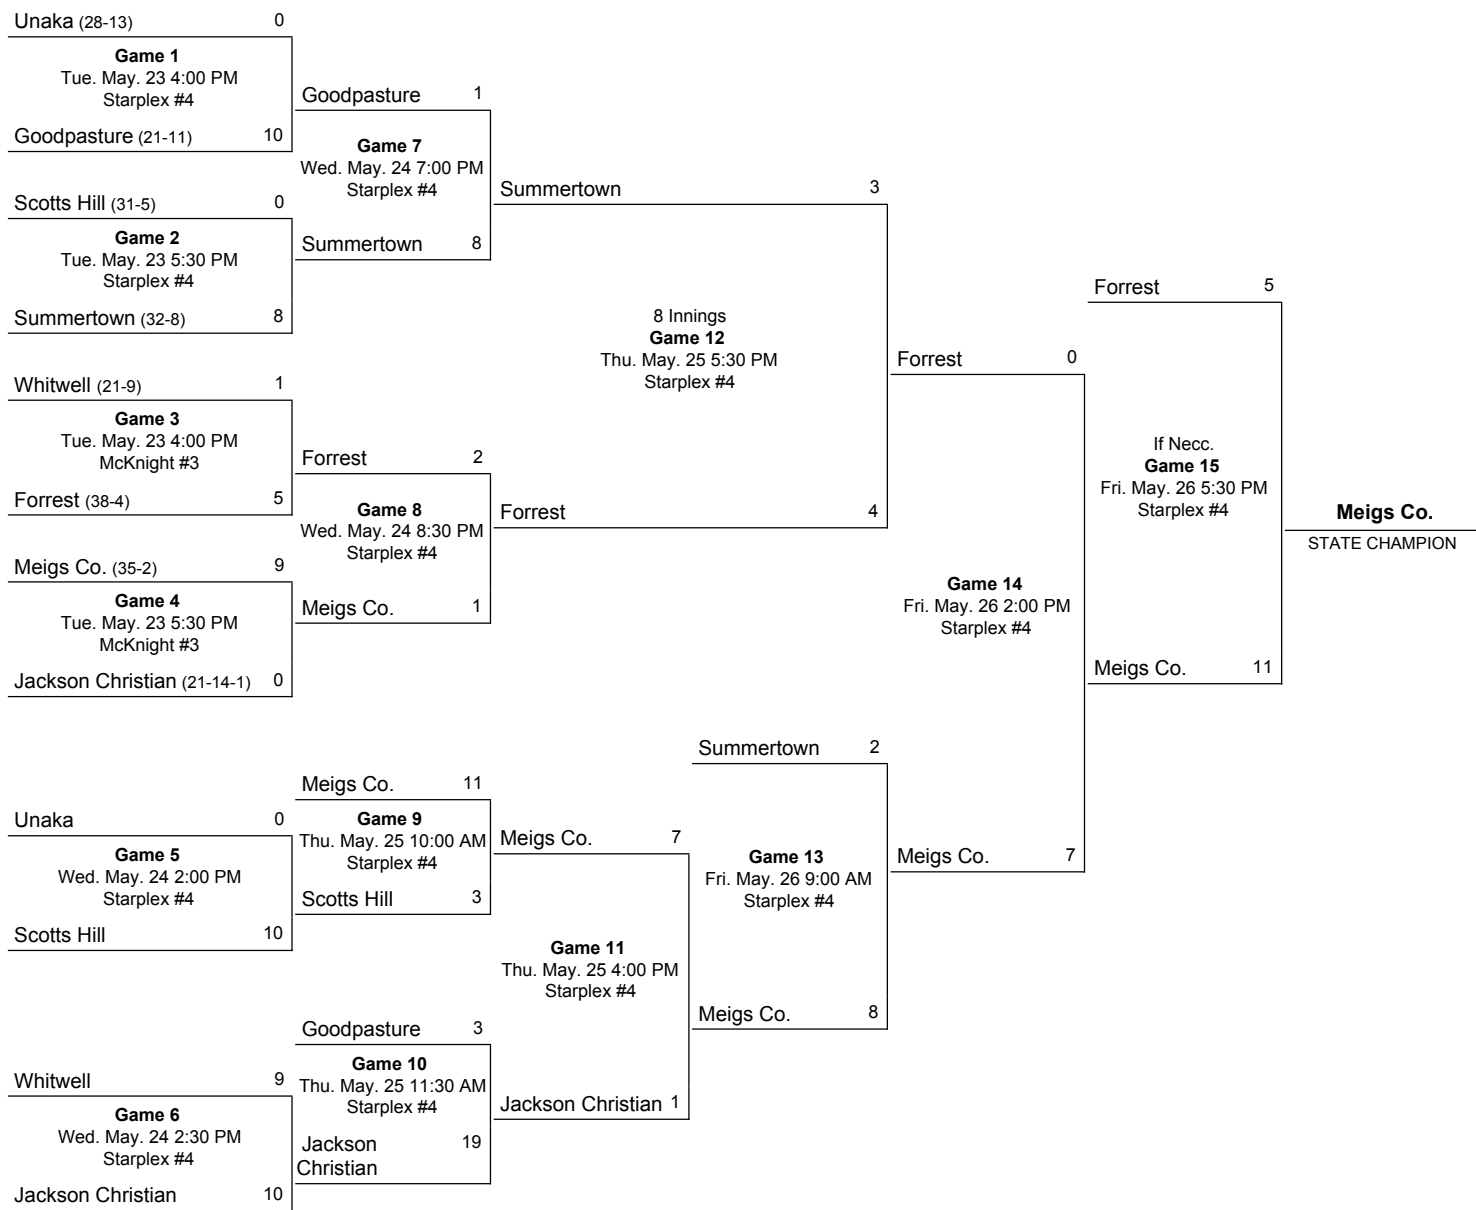 Unaka (28-13) 0
Game 1
Tue. May. 23 4:00 PM
Starplex #4
Goodpasture (21-11) 10
Scotts Hill (31-5) 0
Game 2
Tue. May. 23 5:30 PM
Starplex #4
Summertown (32-8) 8
Whitwell (21-9) 1
Game 3
Tue. May. 23 4:00 PM
McKnight #3
Forrest (38-4) 5
Meigs Co. (35-2) 9
Game 4
Tue. May. 23 5:30 PM
McKnight #3
Jackson Christian (21-14-1) 0
Unaka 0
Game 5
Wed. May. 24 2:00 PM
Starplex #4
Scotts Hill 10
Whitwell 9
Game 6
Wed. May. 24 2:30 PM
Starplex #4
Jackson Christian 10
Goodpasture 1
Game 7
Wed. May. 24 7:00 PM
Starplex #4
Summertown 8
Forrest 2
Game 8
Wed. May. 24 8:30 PM
Starplex #4
Meigs Co. 1
Meigs Co. 11
Game 9
Thu. May. 25 10:00 AM
Starplex #4
Scotts Hill 3
Goodpasture 3
Game 10
Thu. May. 25 11:30 AM
Starplex #4
Jackson 19
Christian
Summertown 3
8 Innings
Game 12
Thu. May. 25 5:30 PM
Starplex #4
Forrest 4
Meigs Co. 7
Game 11
Thu. May. 25 4:00 PM
Starplex #4
Jackson Christian 1
Summertown 2
Game 13
Fri. May. 26 9:00 AM
Starplex #4
Meigs Co. 8
Forrest 0
Game 14
Fri. May. 26 2:00 PM
Starplex #4
Meigs Co. 7
Forrest 5
If Necc.
Game 15
Fri. May. 26 5:30 PM
Starplex #4
Meigs Co. 11
Meigs Co.
STATE CHAMPION